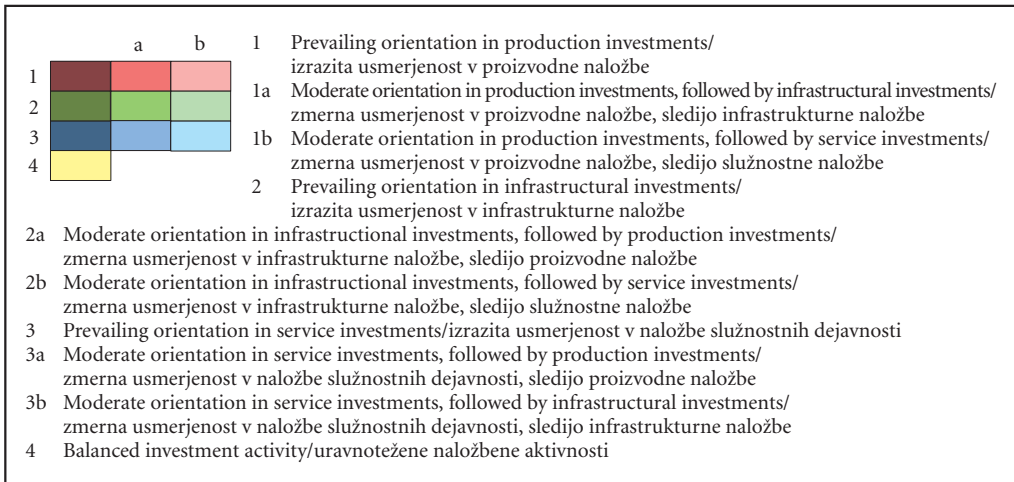 a b
1
2
3
4
1 Prevailing orientation in production investments/
izrazita usmerjenost v proizvodne naložbe
1a Moderate orientation in production investments, followed by infrastructural investments/
zmerna usmerjenost v proizvodne naložbe, sledijo infrastrukturne naložbe
1b Moderate orientation in production investments, followed by service investments/
zmerna usmerjenost v proizvodne naložbe, sledijo služnostne naložbe
2 Prevailing orientation in infrastructural investments/
izrazita usmerjenost v infrastrukturne naložbe
2a Moderate orientation in infrastructional investments, followed by production investments/
zmerna usmerjenost v infrastrukturne naložbe, sledijo proizvodne naložbe
2b Moderate orientation in infrastructional investments, followed by service investments/
zmerna usmerjenost v infrastrukturne naložbe, sledijo služnostne naložbe
3 Prevailing orientation in service investments/izrazita usmerjenost v naložbe služnostnih dejavnosti
3a Moderate orientation in service investments, followed by production investments/
zmerna usmerjenost v naložbe služnostnih dejavnosti, sledijo proizvodne naložbe
3b Moderate orientation in service investments, followed by infrastructural investments/
zmerna usmerjenost v naložbe služnostnih dejavnosti, sledijo infrastrukturne naložbe
4 Balanced investment activity/uravnotežene naložbene aktivnosti